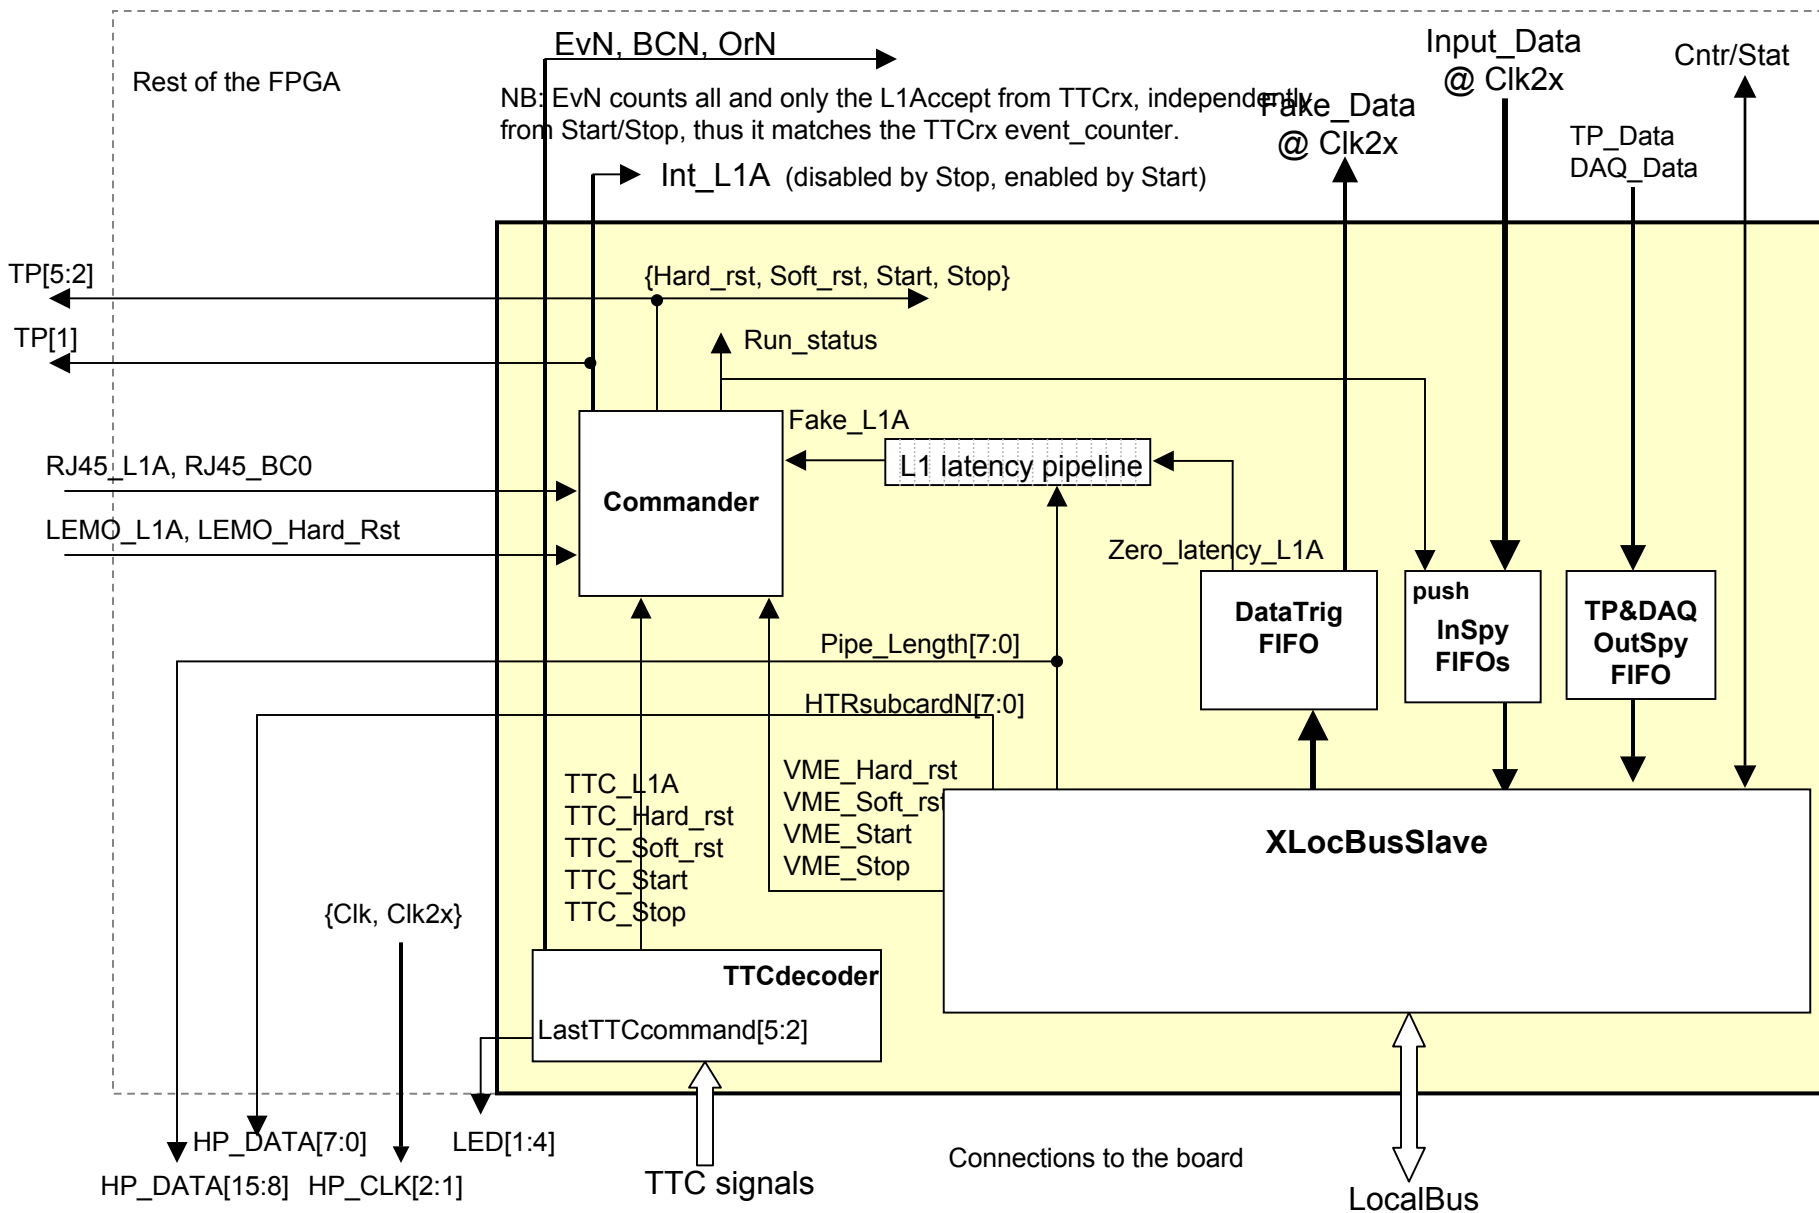 EvN, BCN, OrN
Input_Data
@ Clk2x
Cntr/Stat
Rest of the FPGA
NB: EvN counts all and only the L1Accept from TTCrx, independently
from Start/Stop, thus it matches the TTCrx event_counter.
Fake_Data
@ Clk2x
TP_Data
DAQ_Data
Int_L1A (disabled by Stop, enabled by Start)
TP[5:2]
{Hard_rst, Soft_rst, Start, Stop}
TP[1]
Run_status
Fake_L1A
RJ45_L1A, RJ45_BC0
L1 latency pipeline
Commander
LEMO_L1A, LEMO_Hard_Rst
Zero_latency_L1A
DataTrig
FIFO
push
InSpy
FIFOs
TP&DAQ
OutSpy
FIFO
Pipe_Length[7:0]
HTRsubcardN[7:0]
TTC_L1A
TTC_Hard_rst
TTC_Soft_rst
TTC_Start
TTC_Stop
VME_Hard_rst
VME_Soft_rst
VME_Start
VME_Stop
XLocBusSlave
{Clk, Clk2x}
TTCdecoder
LastTTCcommand[5:2]
HP_DATA[7:0]
LED[1:4]
Connections to the board
HP_DATA[15:8]
HP_CLK[2:1]
TTC signals
LocalBus